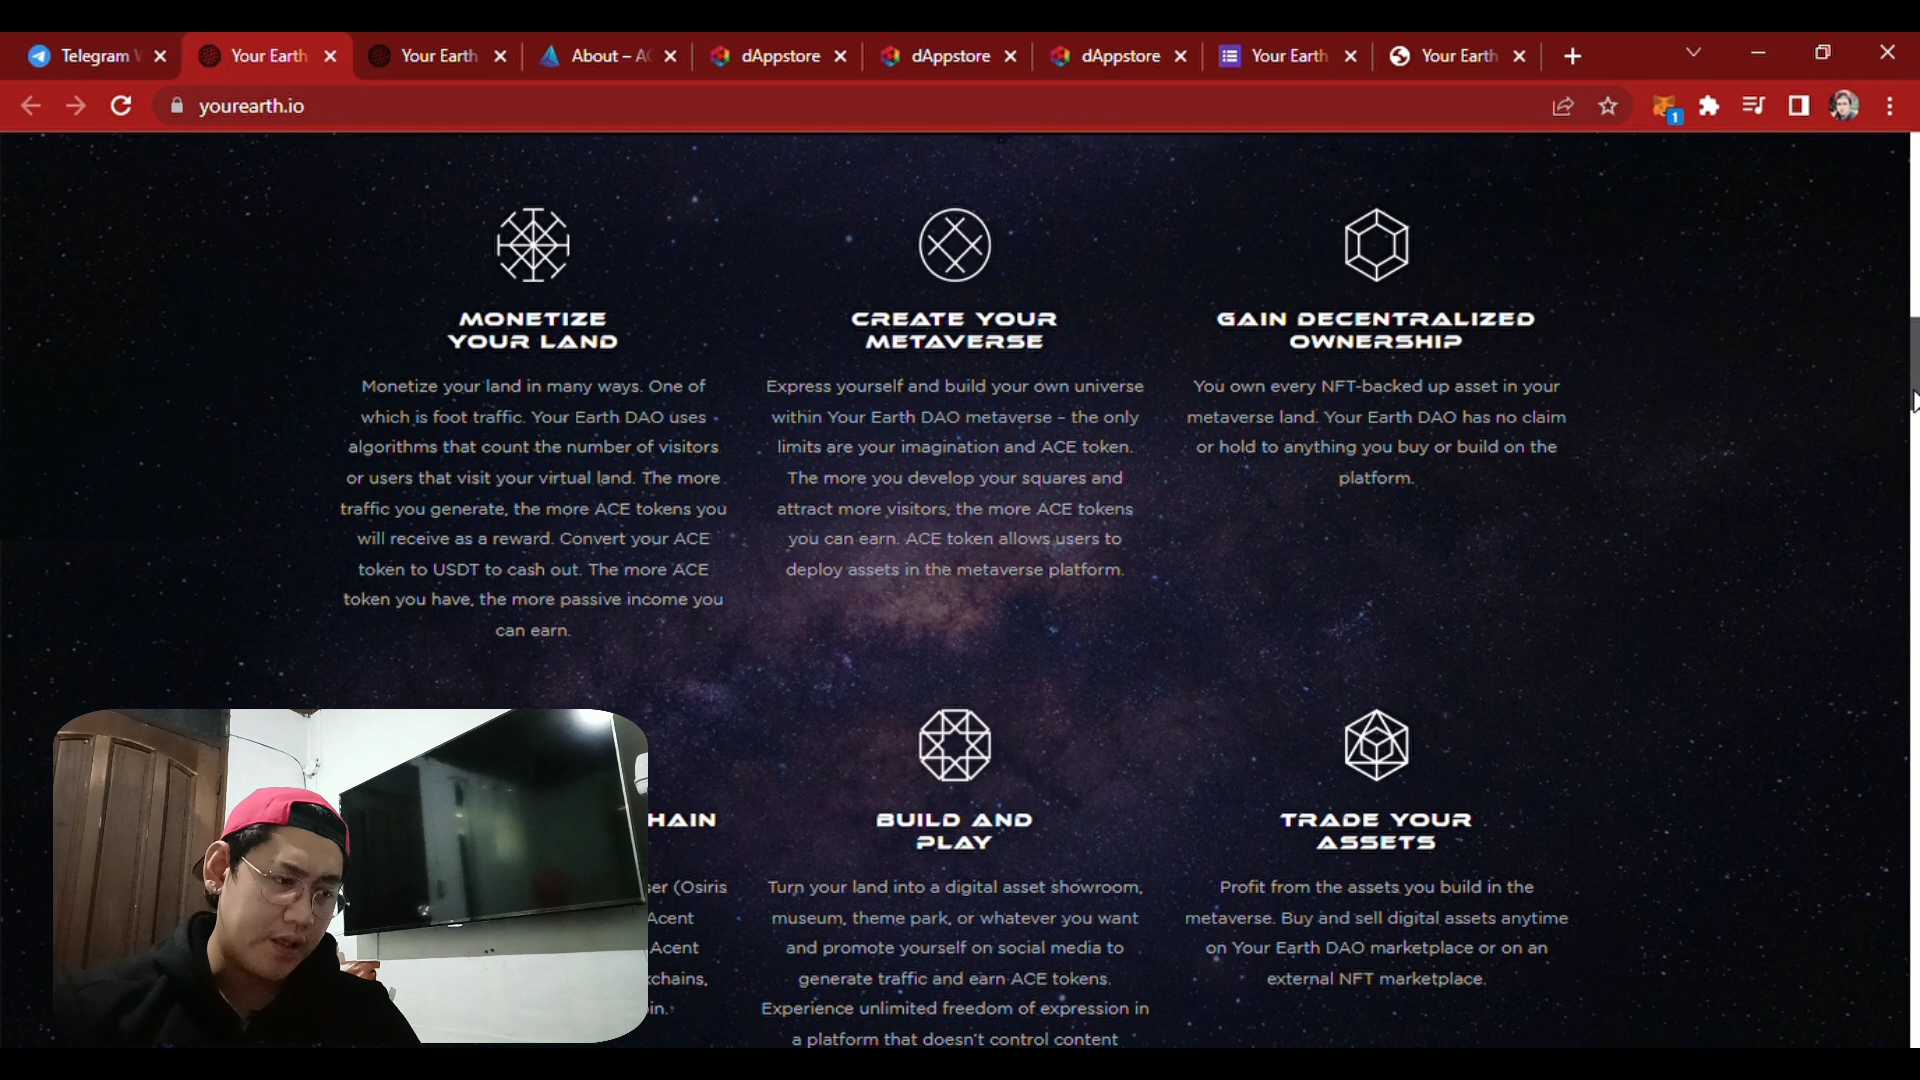 Telegram W
Your Earth
Your Earth
About – AC
dAppstore
dAppstore
dAppstore
Your Earth
Your Earth
yourearth.io
1
MONETIZE
YOUR LAND
Monetize your land in many ways. One of
which is foot traffic. Your Earth DAO uses
algorithms that count the number of visitors
or users that visit your virtual land. The more
traffic you generate, the more ACE tokens you
will receive as a reward. Convert your ACE
token to USDT to cash out. The more ACE
token you have, the more passive income you
can earn.
CREATE YOUR
METAVERSE
Express yourself and build your own universe
within Your Earth DAO metaverse – the only
limits are your imagination and ACE token.
The more you develop your squares and
attract more visitors, the more ACE tokens
you can earn. ACE token allows users to
deploy assets in the metaverse platform.
GAIN DECENTRALIZED
OWNERSHIP
You own every NFT-backed up asset in your
metaverse land. Your Earth DAO has no claim
or hold to anything you buy or build on the
platform.
HAIN
ser (Osiris
Acent
Acent
kchains,
in.
BUILD AND
PLAY
Turn your land into a digital asset showroom,
museum, theme park, or whatever you want
and promote yourself on social media to
generate traffic and earn ACE tokens.
Experience unlimited freedom of expression in
a platform that doesn't control content
TRADE YOUR
ASSETS
Profit from the assets you build in the
metaverse. Buy and sell digital assets anytime
on Your Earth DAO marketplace or on an
external NFT marketplace.